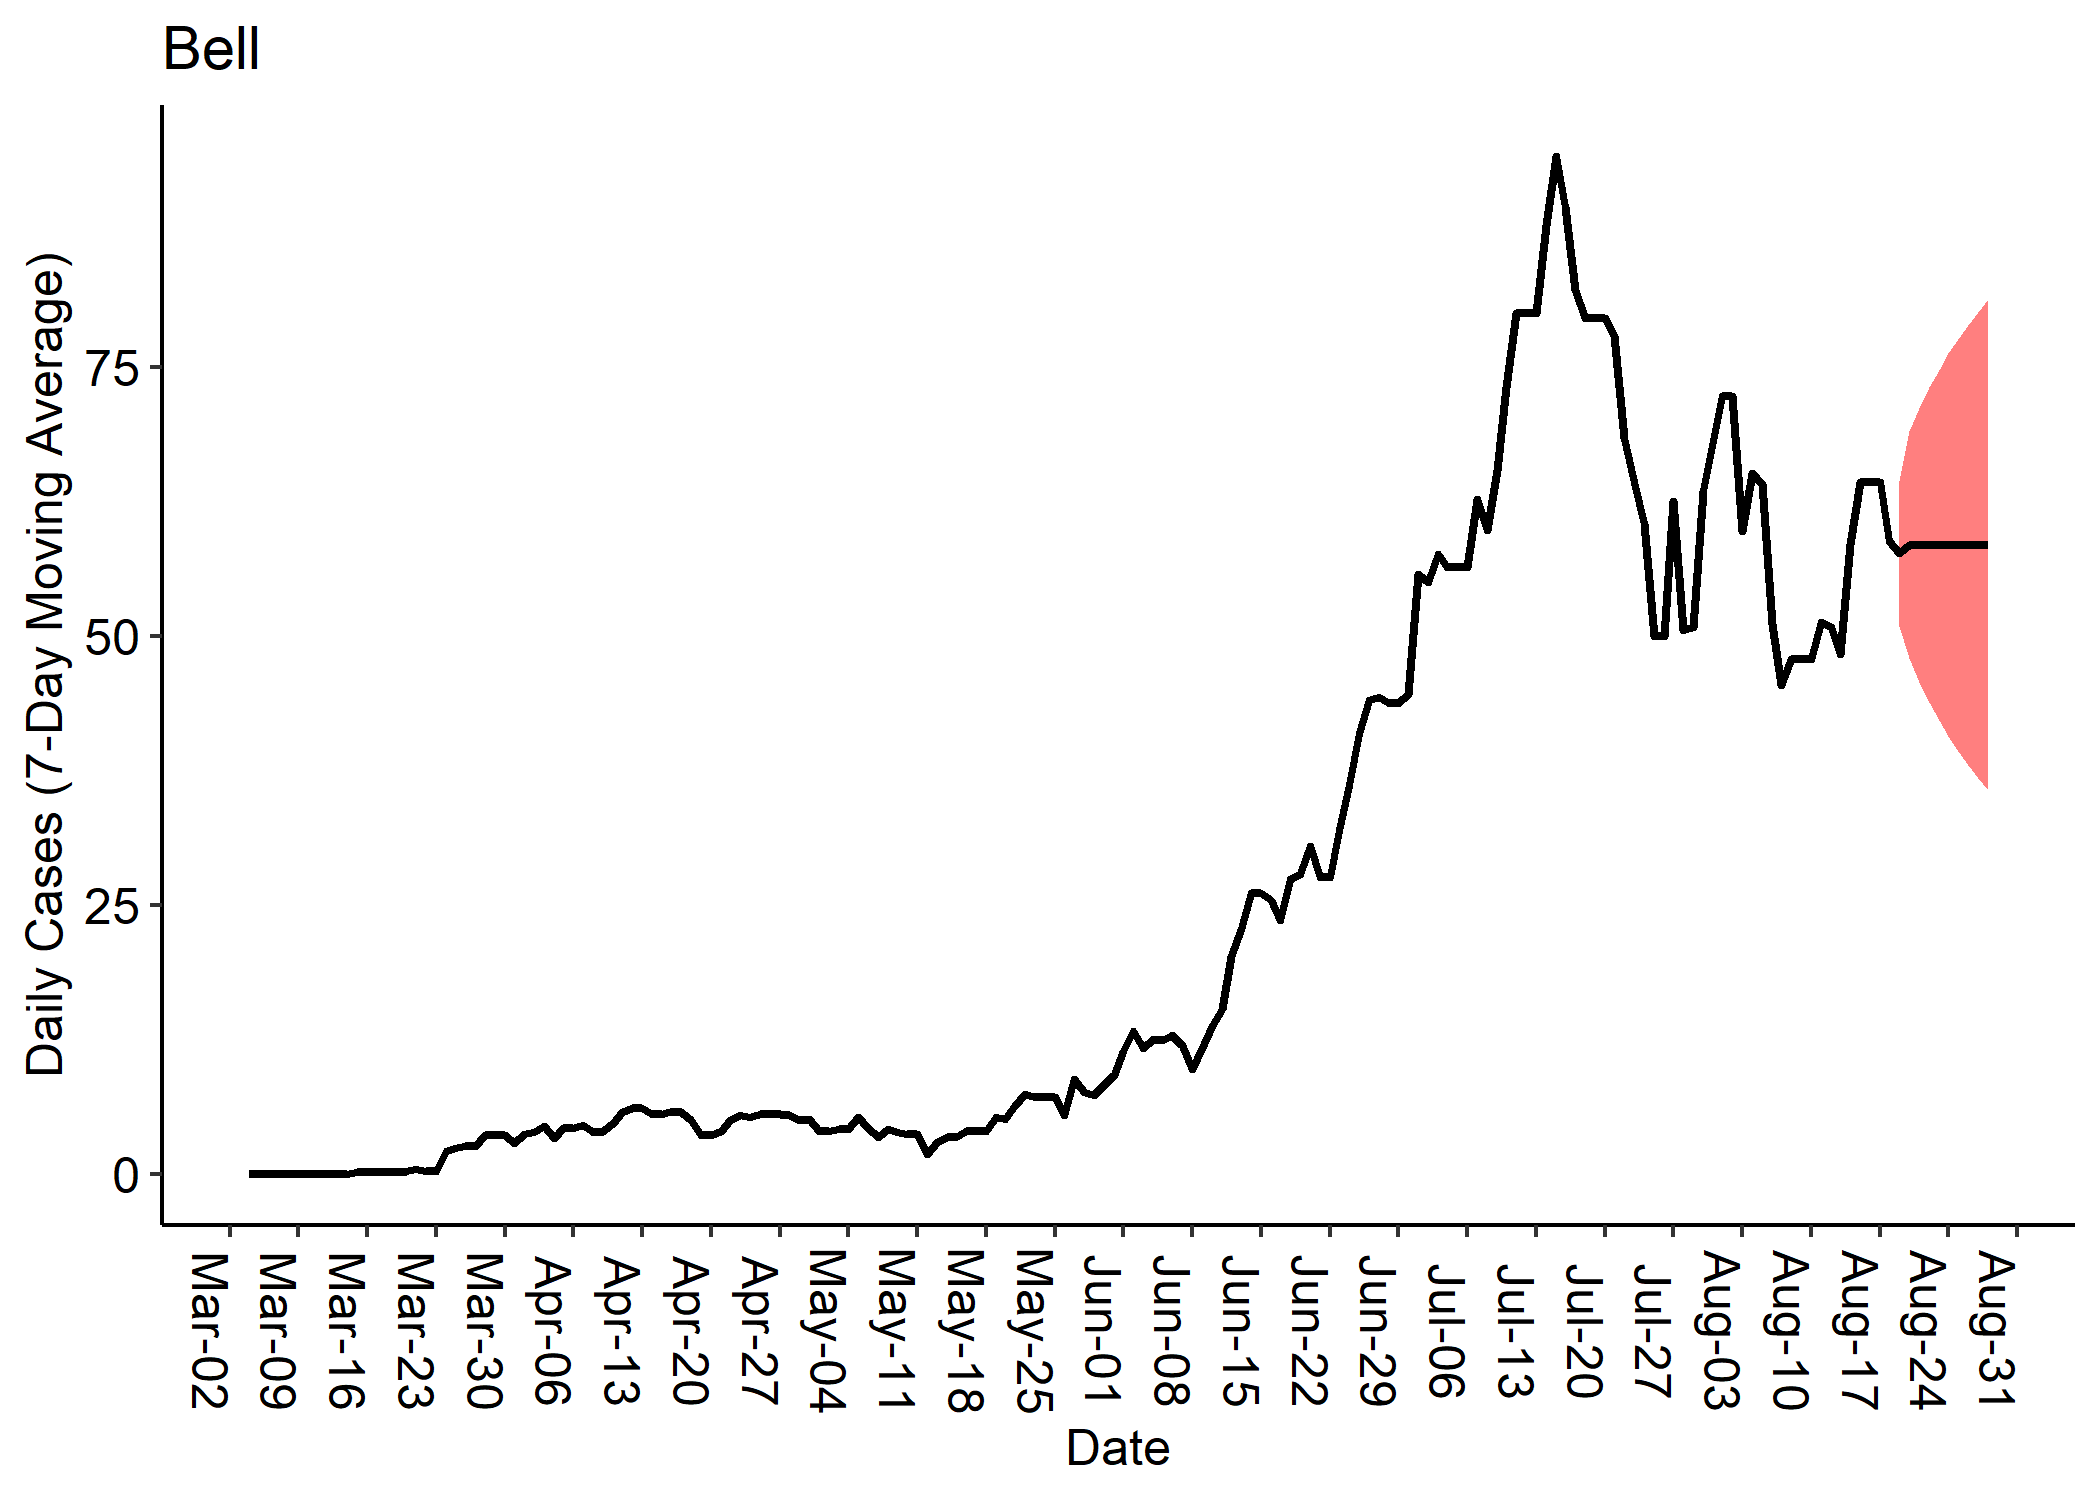 Bell
Daily Cases (7-Day Moving Average)
75
50
25
0
Mar-02
Mar-09
Mar-16
Mar-23
Mar-30
Apr-06
Apr-13
Apr-20
Apr-27
May-04
May-11
May-18
May-25
Jun-01
Jun-08
Jun-15
Jun-22
Jun-29
Jul-06
Jul-13
Jul-20
Jul-27
Aug-03
Aug-10
Aug-17
Aug-24
Aug-31
Date